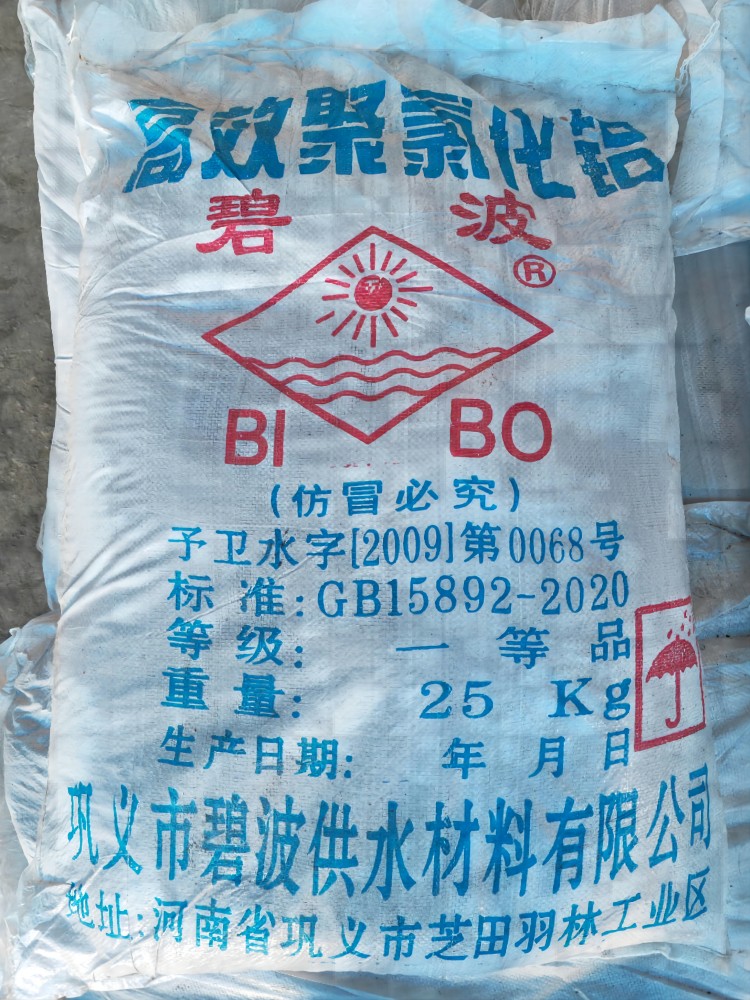 高效聚氯化铝
碧 波
®
BI BO
(仿冒必究)
予卫水字[2009]第0068号
标准:GB15892-2020
等级: 一等品
重量: 25 Kg
生产日期: 年 月 日
巩义市碧波供水材料有限公司
地址:河南省巩义市芝田羽林工业区